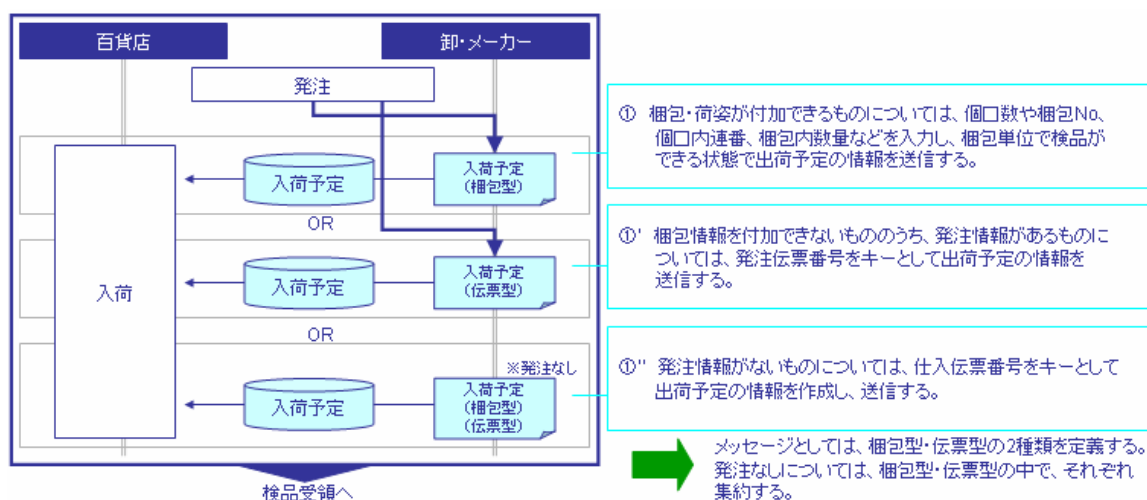 百貨店
卸・メーカー
発注
入荷
入荷予定
入荷予定
(梱包型)
OR
入荷予定
入荷予定
(伝票型)
OR
※発注なし
入荷予定
入荷予定
(梱包型)
(伝票型)
検品受領へ
① 梱包・荷姿が付加できるものについては、個口数や梱包No、
個口内連番、梱包内数量などを入力し、梱包単位で検品が
できる状態で出荷予定の情報を送信する。
①' 梱包情報を付加できないもののうち、発注情報があるものに
ついては、発注伝票番号をキーとして出荷予定の情報を
送信する。
①'' 発注情報がないものについては、仕入伝票番号をキーとして
出荷予定の情報を作成し、送信する。
メッセージとしては、梱包型・伝票型の2種類を定義する。
発注なしについては、梱包型・伝票型の中で、それぞれ
集約する。